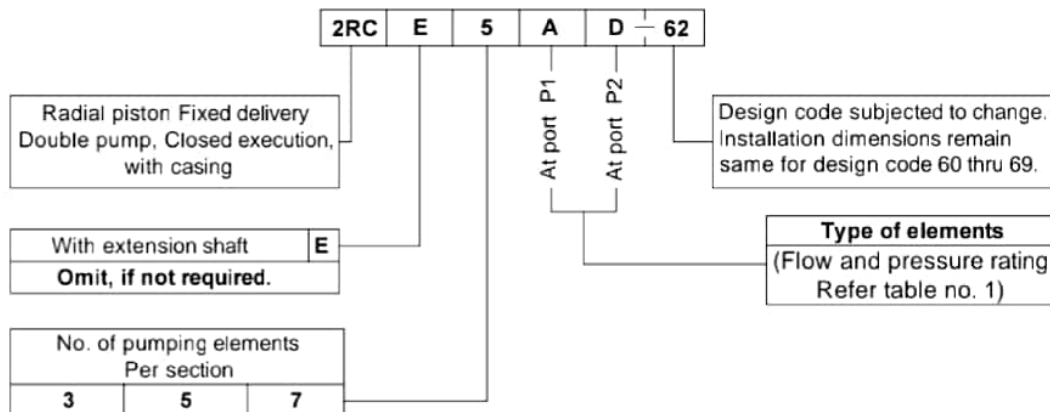 2RC E 5 A D - 62
Radial piston Fixed delivery
Double pump, Closed execution,
with casing
At port P1
At port P2
Design code subjected to change.
Installation dimensions remain
same for design code 60 thru 69.
With extension shaft E
Omit, if not required.
Type of elements
(Flow and pressure rating
Refer table no. 1)
No. of pumping elements
Per section
3 5 7